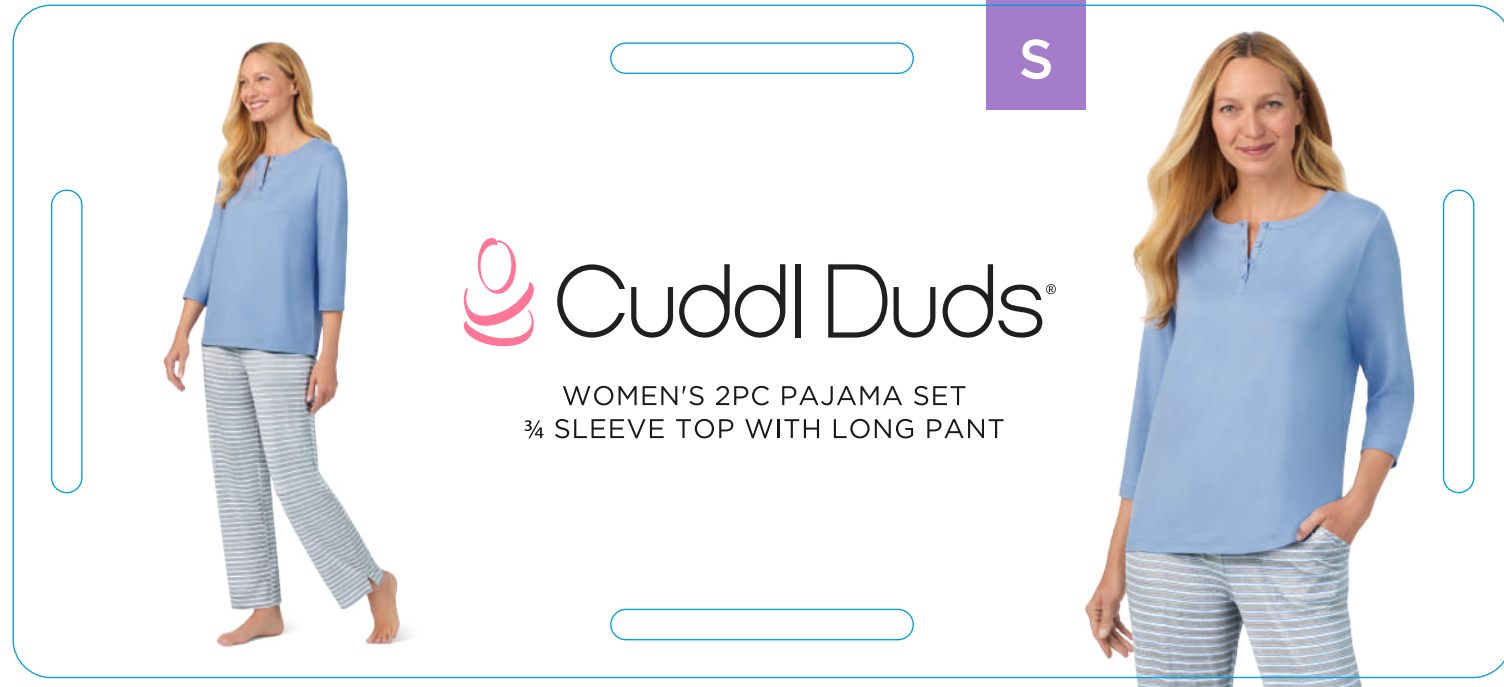 S
Cuddl Duds®
WOMEN'S 2PC PAJAMA SET
¾ SLEEVE TOP WITH LONG PANT